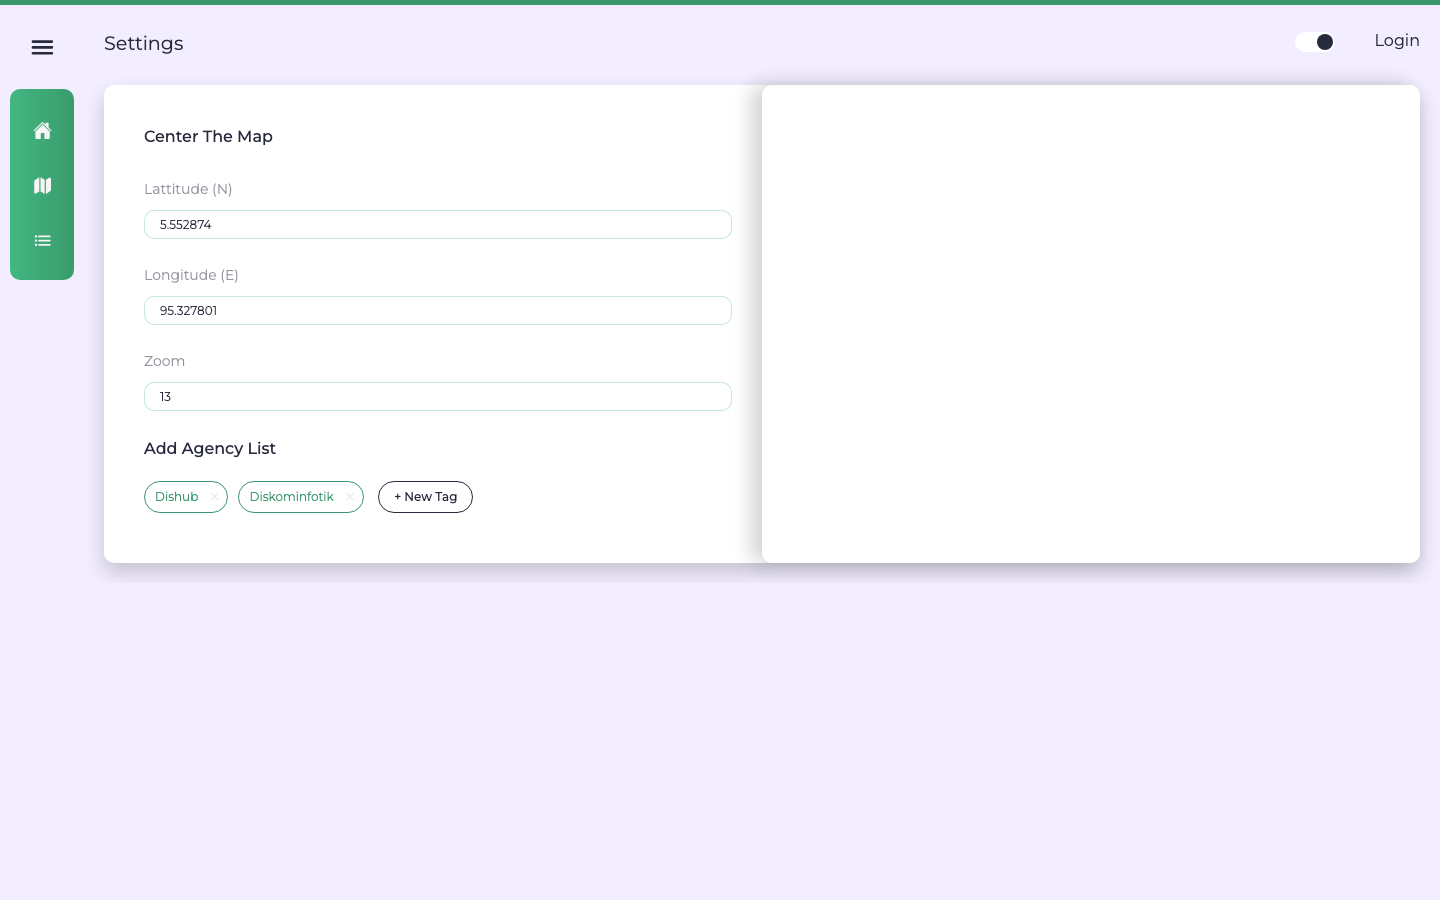 Settings
Login
Center The Map
Lattitude (N)
5.552874
Longitude (E)
95.327801
Zoom
13
Add Agency List
Dishub ×
Diskominfotik ×
+ New Tag